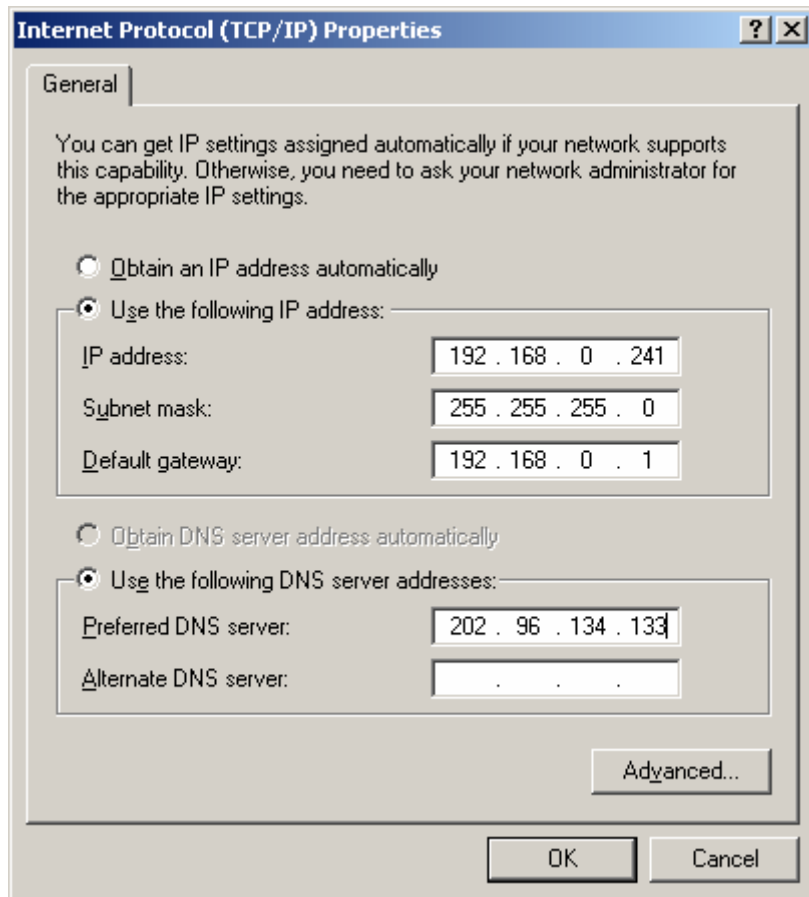 Internet Protocol (TCP/IP) Properties
General
You can get IP settings assigned automatically if your network supports
this capability. Otherwise, you need to ask your network administrator for
the appropriate IP settings.
Obtain an IP address automatically
Use the following IP address:
IP address: 192 . 168 . 0 . 241
Subnet mask: 255 . 255 . 255 . 0
Default gateway: 192 . 168 . 0 . 1
Obtain DNS server address automatically
Use the following DNS server addresses:
Preferred DNS server: 202 . 96 . 134 . 133
Alternate DNS server: . . .
Advanced...
OK Cancel